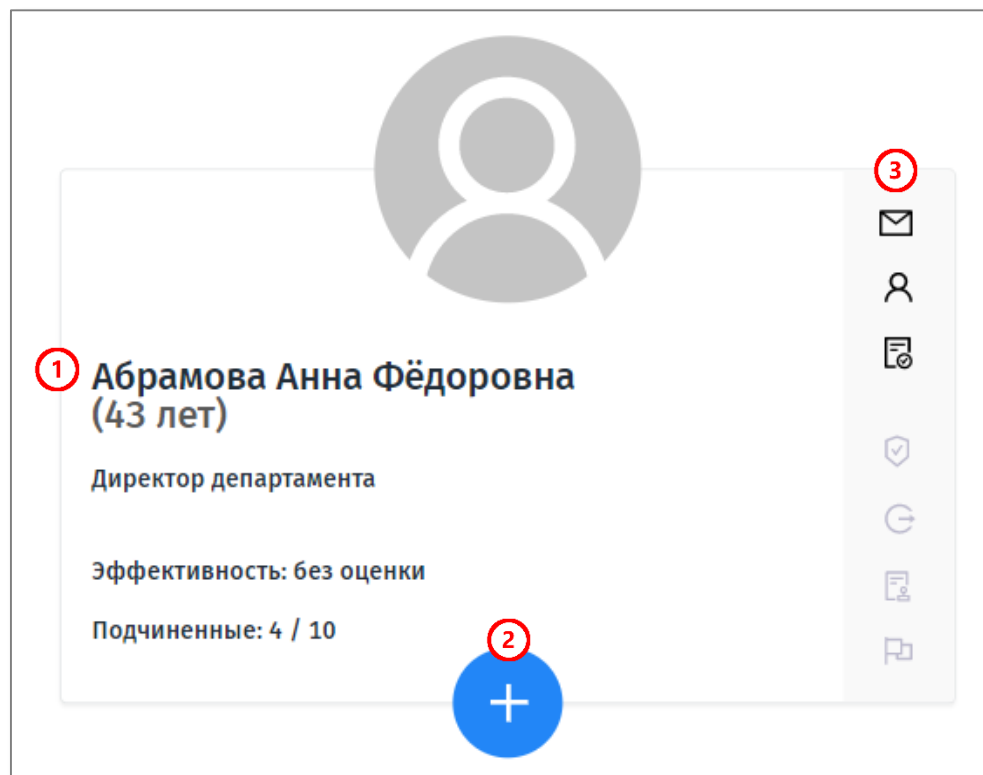 3
1
Абрамова Анна Фёдоровна
(43 лет)
Директор департамента
Эффективность: без оценки
Подчиненные: 4 / 10
2